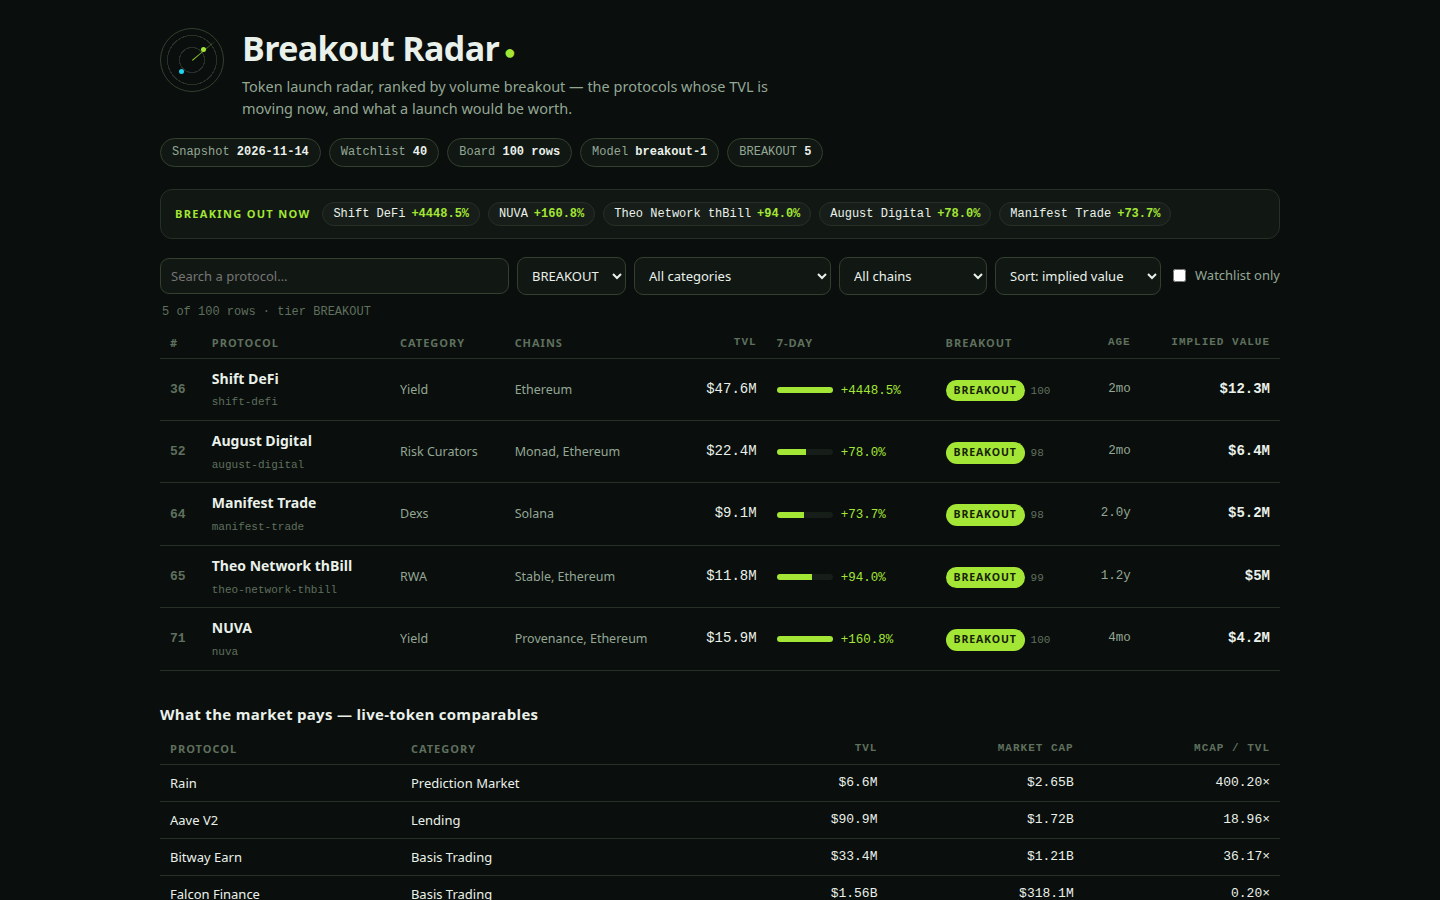 Breakout Radar
Token launch radar, ranked by volume breakout — the protocols whose TVL is
moving now, and what a launch would be worth.
Snapshot 2026-11-14 Watchlist 40 Board 100 rows Model breakout-1 BREAKOUT 5
BREAKING OUT NOW Shift DeFi +4448.5% NUVA +160.8% Theo Network thBill +94.0% August Digital +78.0% Manifest Trade +73.7%
Search a protocol... BREAKOUT All categories All chains Sort: implied value Watchlist only
5 of 100 rows · tier BREAKOUT
# PROTOCOL CATEGORY CHAINS TVL 7-DAY BREAKOUT AGE IMPLIED VALUE
36 Shift DeFi Yield Ethereum $47.6M +4448.5% BREAKOUT 100 2mo $12.3M
shift-defi
52 August Digital Risk Curators Monad, Ethereum $22.4M +78.0% BREAKOUT 98 2mo $6.4M
august-digital
64 Manifest Trade Dexs Solana $9.1M +73.7% BREAKOUT 98 2.0y $5.2M
manifest-trade
65 Theo Network thBill RWA Stable, Ethereum $11.8M +94.0% BREAKOUT 99 1.2y $5M
theo-network-thbill
71 NUVA Yield Provenance, Ethereum $15.9M +160.8% BREAKOUT 100 4mo $4.2M
nuva
What the market pays — live-token comparables
PROTOCOL CATEGORY TVL MARKET CAP MCAP / TVL
Rain Prediction Market $6.6M $2.65B 400.20×
Aave V2 Lending $90.9M $1.72B 18.96×
Bitway Earn Basis Trading $33.4M $1.21B 36.17×
Falcon Finance Basis Trading $1.56B $318.1M 0.20×